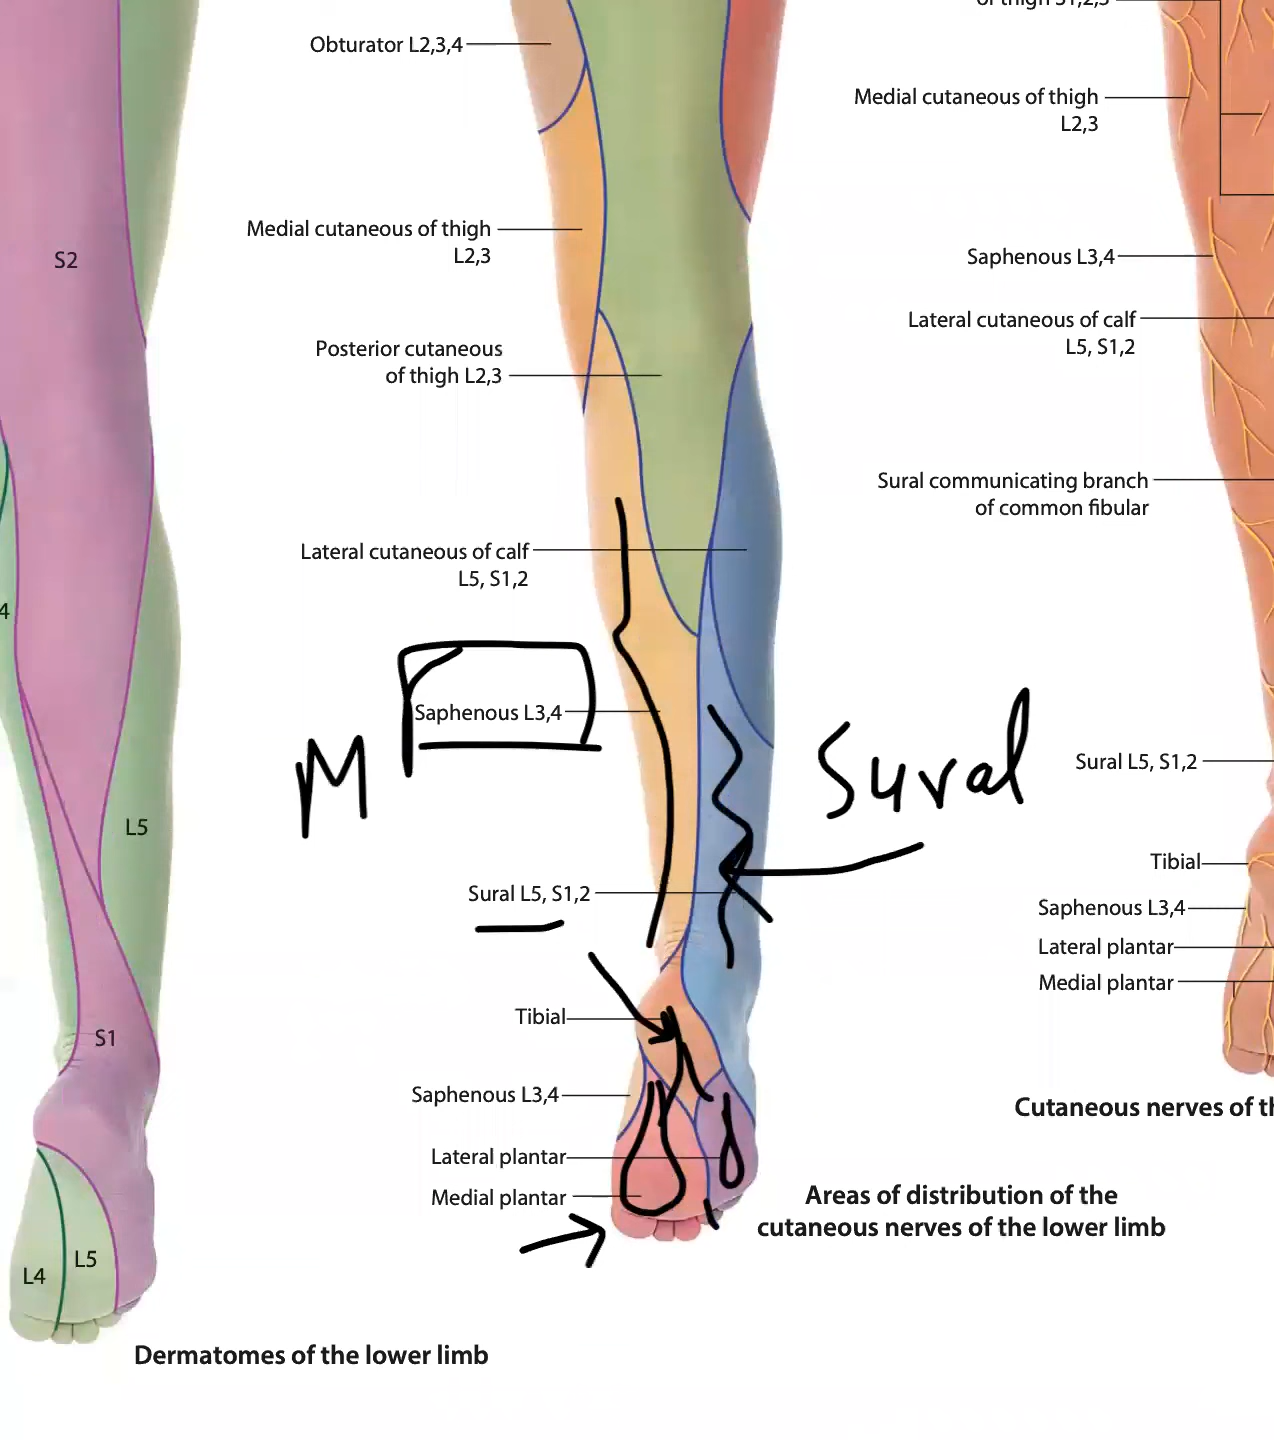 of thigh S1,2,3
Obturator L2,3,4
Medial cutaneous of thigh
L2,3
Medial cutaneous of thigh
L2,3
S2
Saphenous L3,4
Lateral cutaneous of calf
L5, S1,2
Posterior cutaneous
of thigh L2,3
Sural communicating branch
of common fibular
Lateral cutaneous of calf
L5, S1,2
4
Saphenous L3,4
M
Sural
Sural L5, S1,2
L5
Tibial
Sural L5, S1,2
Saphenous L3,4
Lateral plantar
Medial plantar
Tibial
S1
Saphenous L3,4
Cutaneous nerves of th
Lateral plantar
Medial plantar
Areas of distribution of the
cutaneous nerves of the lower limb
L4
L5
Dermatomes of the lower limb